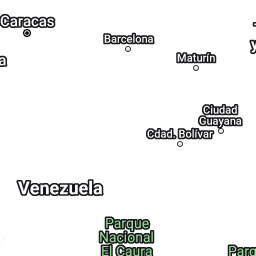 Caracas
Barcelona
Maturín
Ciudad
Guayana
Cdad. Bolívar
Venezuela
Parque
Nacional
El Caura
Parq